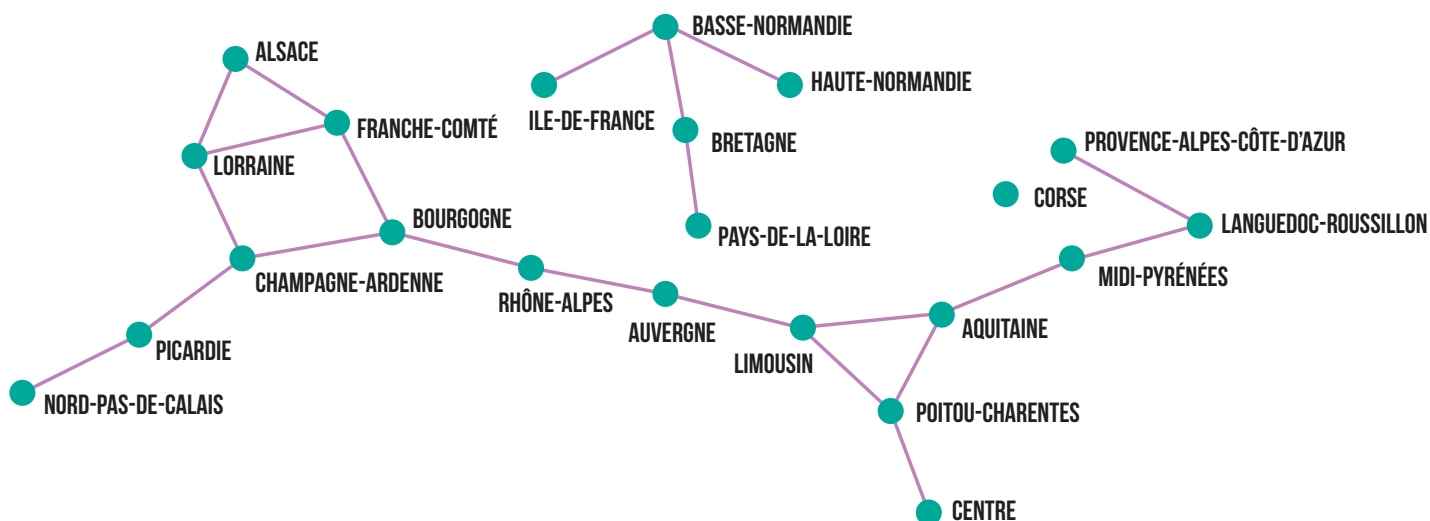 BASSE-NORMANDIE
ALSACE
HAUTE-NORMANDIE
ILE-DE-FRANCE
FRANCHE-COMTÉ
BRETAGNE
PROVENCE-ALPES-CÔTE-D'AZUR
LORRAINE
CORSE
BOURGOGNE
LANGUEDOC-ROUSSILLON
PAYS-DE-LA-LOIRE
MIDI-PYRÉNÉES
CHAMPAGNE-ARDENNE
RHÔNE-ALPES
AUVERGNE
AQUITAINE
PICARDIE
LIMOUSIN
NORD-PAS-DE-CALAIS
POITOU-CHARENTES
CENTRE